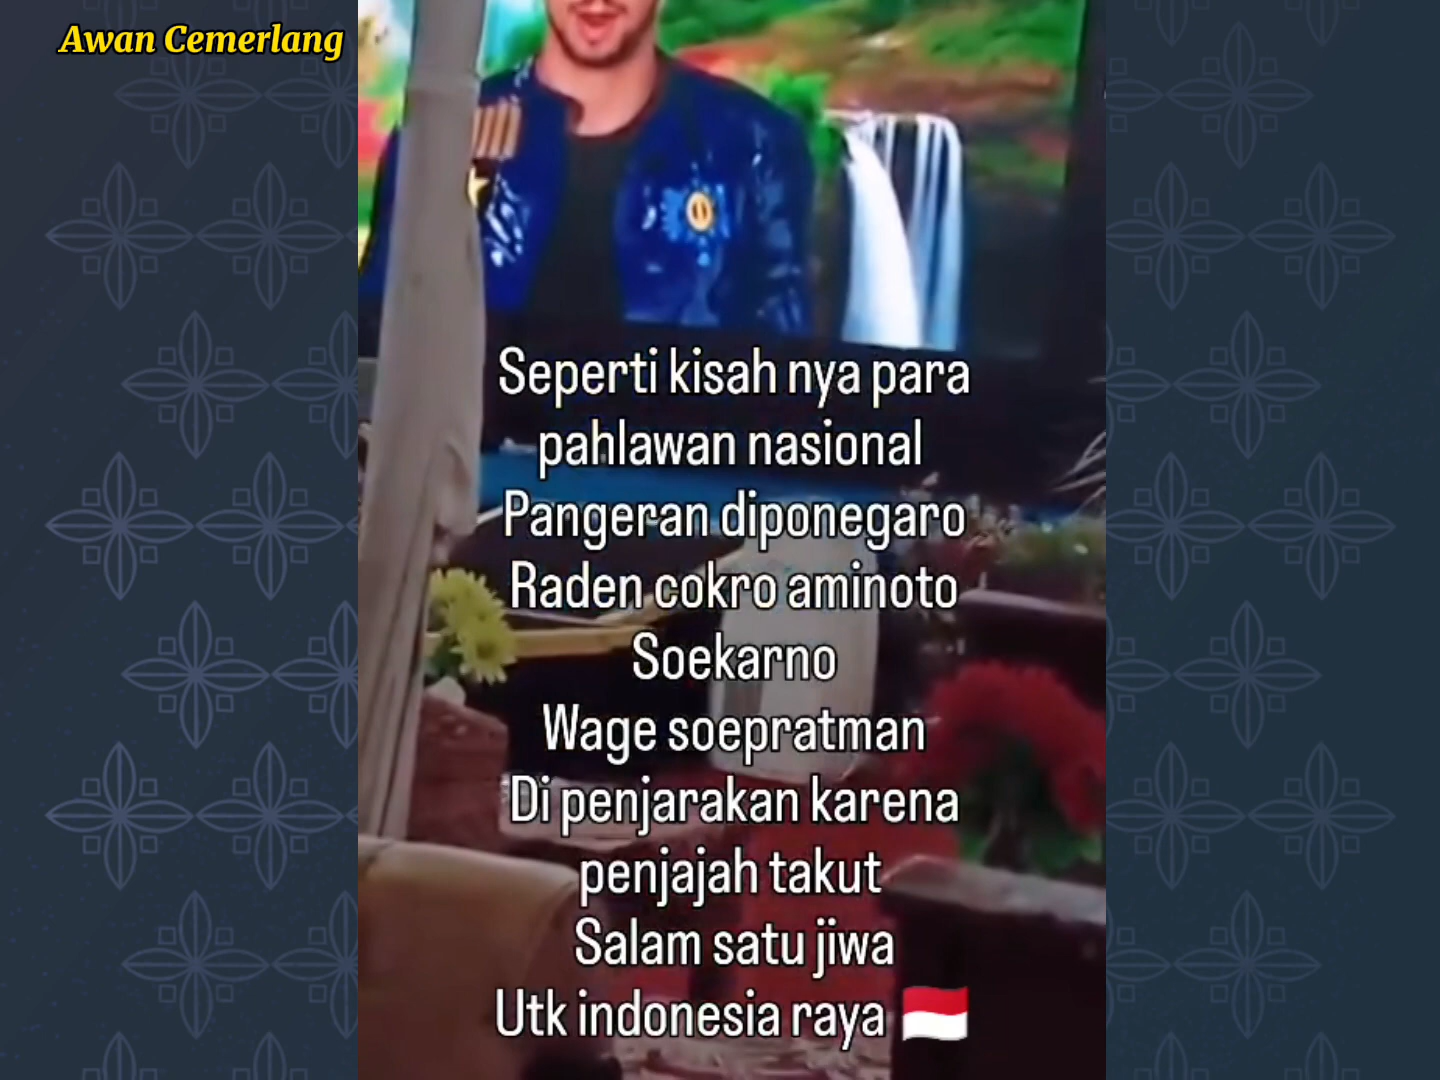 Awan Cemerlang
Seperti kisah nya para
pahlawan nasional
Pangeran diponegaro
Raden cokro aminoto
Soekarno
Wage soepratman
Di penjarakan karena
penjajah takut
Salam satu jiwa
Utk indonesia raya 🇮🇩